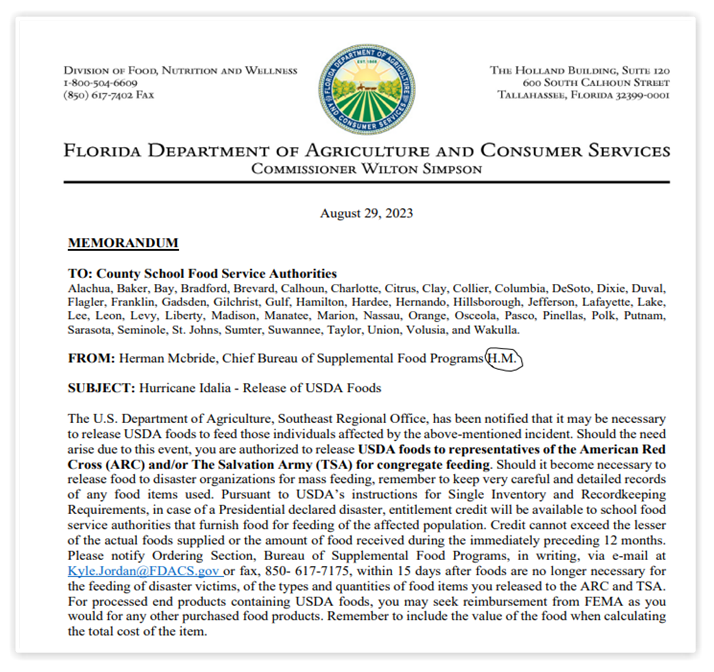 DIVISION OF FOOD, NUTRITION AND WELLNESS
1-800-504-6609
(850) 617-7402 FAX
FLORIDA DEPARTMENT OF AGRICULTURE
AND CONSUMER SERVICES
EST. 1868
THE HOLLAND BUILDING, SUITE 120
600 SOUTH CALHOUN STREET
TALLAHASSEE, FLORIDA 32399-0001
FLORIDA DEPARTMENT OF AGRICULTURE AND CONSUMER SERVICES
COMMISSIONER WILTON SIMPSON
August 29, 2023
MEMORANDUM
TO: County School Food Service Authorities
Alachua, Baker, Bay, Bradford, Brevard, Calhoun, Charlotte, Citrus, Clay, Collier, Columbia, DeSoto, Dixie, Duval,
Flagler, Franklin, Gadsden, Gilchrist, Gulf, Hamilton, Hardee, Hernando, Hillsborough, Jefferson, Lafayette, Lake,
Lee, Leon, Levy, Liberty, Madison, Manatee, Marion, Nassau, Orange, Osceola, Pasco, Pinellas, Polk, Putnam,
Sarasota, Seminole, St. Johns, Sumter, Suwannee, Taylor, Union, Volusia, and Wakulla.
FROM: Herman Mcbride, Chief Bureau of Supplemental Food Programs H.M.
SUBJECT: Hurricane Idalia - Release of USDA Foods
The U.S. Department of Agriculture, Southeast Regional Office, has been notified that it may be necessary
to release USDA foods to feed those individuals affected by the above-mentioned incident. Should the need
arise due to this event, you are authorized to release USDA foods to representatives of the American Red
Cross (ARC) and/or The Salvation Army (TSA) for congregate feeding. Should it become necessary to
release food to disaster organizations for mass feeding, remember to keep very careful and detailed records
of any food items used. Pursuant to USDA's instructions for Single Inventory and Recordkeeping
Requirements, in case of a Presidential declared disaster, entitlement credit will be available to school food
service authorities that furnish food for feeding of the affected population. Credit cannot exceed the lesser
of the actual foods supplied or the amount of food received during the immediately preceding 12 months.
Please notify Ordering Section, Bureau of Supplemental Food Programs, in writing, via e-mail at
Kyle.Jordan@FDACS.gov or fax, 850- 617-7175, within 15 days after foods are no longer necessary for
the feeding of disaster victims, of the types and quantities of food items you released to the ARC and TSA.
For processed end products containing USDA foods, you may seek reimbursement from FEMA as you
would for any other purchased food products. Remember to include the value of the food when calculating
the total cost of the item.